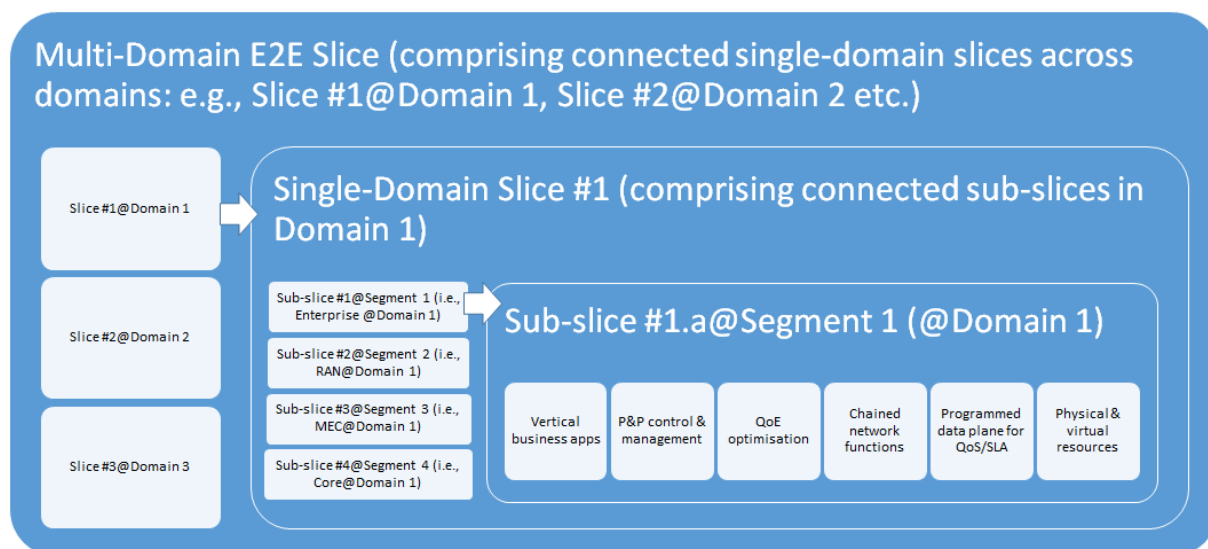 Multi-Domain E2E Slice (comprising connected single-domain slices across
domains: e.g., Slice #1@Domain 1, Slice #2@Domain 2 etc.)
Slice #1@Domain 1
Slice #2@Domain 2
Slice #3@Domain 3
Single-Domain Slice #1 (comprising connected sub-slices in
Domain 1)
Sub-slice #1@Segment 1 (i.e.,
Enterprise @Domain 1)
Sub-slice #2@Segment 2 (i.e.,
RAN@Domain 1)
Sub-slice #3@Segment 3 (i.e.,
MEC@Domain 1)
Sub-slice #4@Segment 4 (i.e.,
Core@Domain 1)
Sub-slice #1.a@Segment 1 (@Domain 1)
Vertical
business apps
P&P control &
management
QoE
optimisation
Chained
network
functions
Programmed
data plane for
QoS/SLA
Physical &
virtual
resources